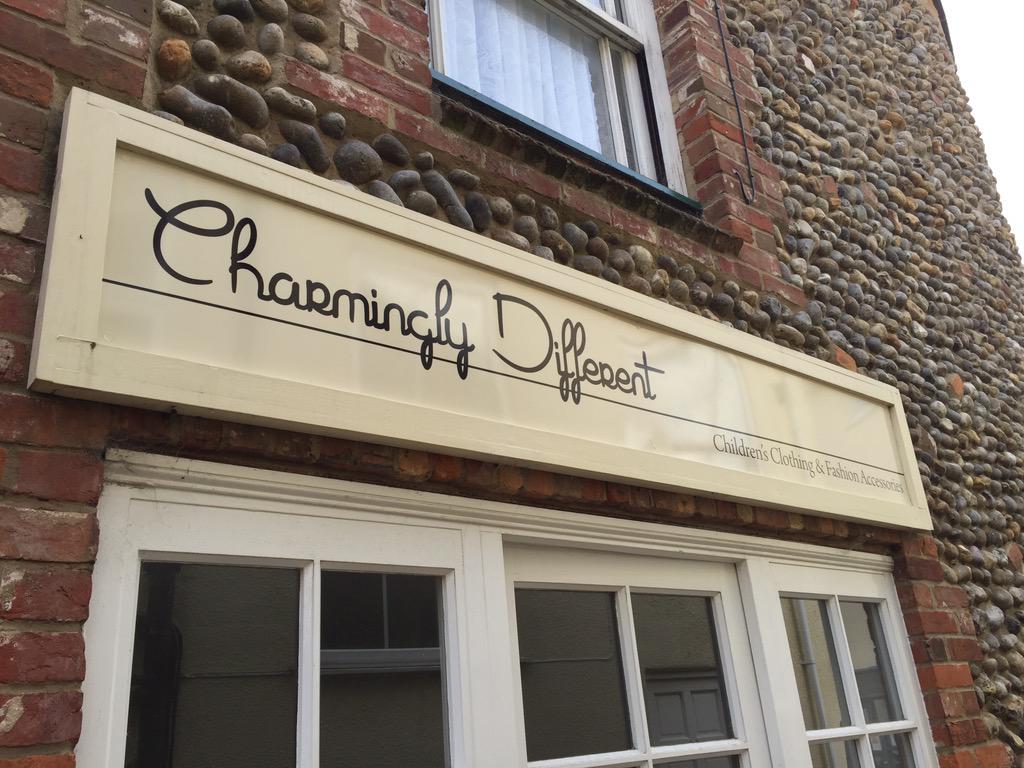 Charmingly Different
Children's Clothing & Fashion Accessories